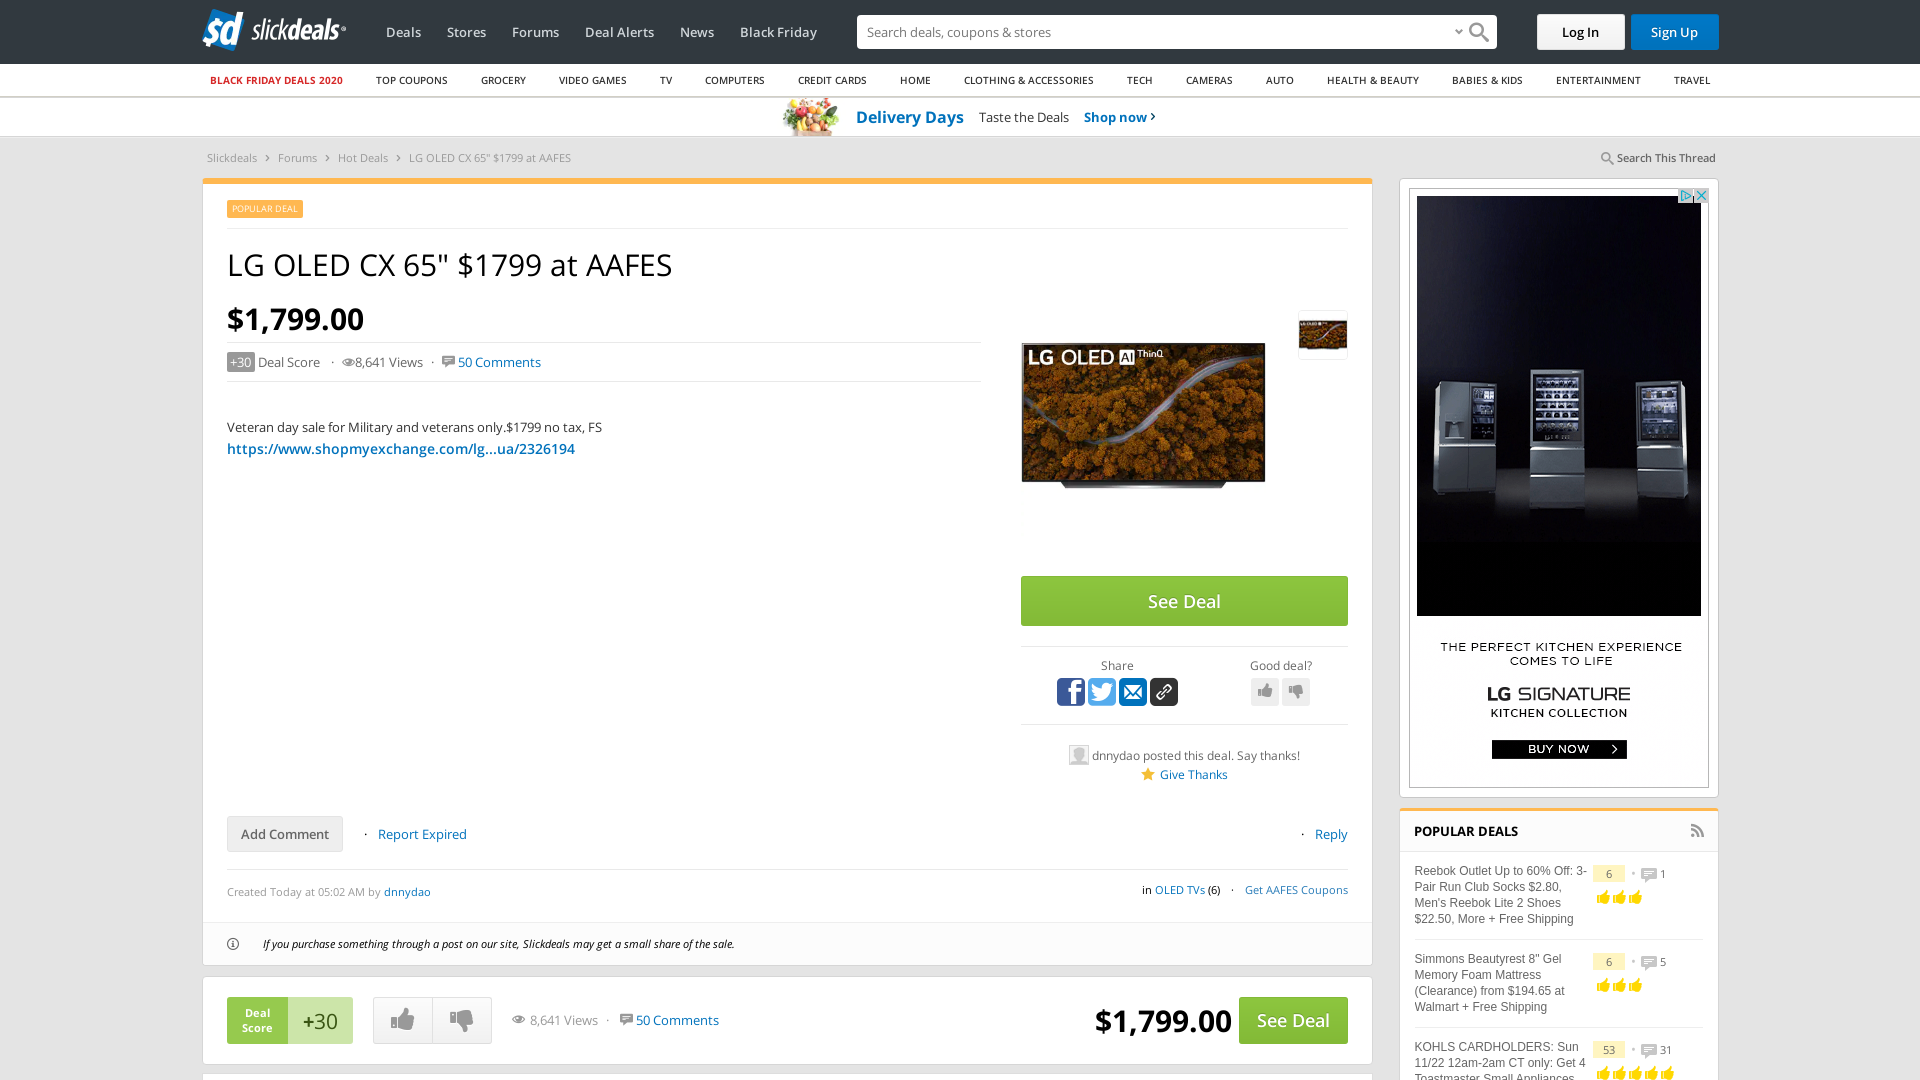 sd slickdeals®
Deals Stores Forums Deal Alerts News Black Friday
Search deals, coupons & shopping
Log In Sign Up
BLACK FRIDAY DEALS 2020 TOP COUPONS GROCERY VIDEO GAMES TV COMPUTERS CREDIT CARDS HOME CLOTHING & ACCESSORIES TECH CAMERAS AUTO HEALTH & BEAUTY BABIES & KIDS ENTERTAINMENT TRAVEL
Delivery Days Taste the Deals Shop now ›
Slickdeals › Forums › Hot Deals › LG OLED CX 65" $1799 at AAFES
Search This Thread
POPULAR DEAL
LG OLED CX 65" $1799 at AAFES
$1,799.00
+30 Deal Score · 8,641 Views · 50 Comments
Veteran day sale for Military and veterans only.$1799 no tax, FS
https://www.shopmyexchange.com/lg...ua/2326194
LG OLED AI ThinQ
See Deal
Share
Good deal?
dnnydao posted this deal. Say thanks!
Give Thanks
Add Comment · Report Expired
· Reply
Created Today at 05:02 AM by dnnydao
in OLED TVs (6) · Get AAFES Coupons
If you purchase something through a post on our site, Slickdeals may get a small share of the sale.
Deal
Score
+30
8,641 Views · 50 Comments
$1,799.00
See Deal
THE PERFECT KITCHEN EXPERIENCE
COMES TO LIFE
LG SIGNATURE
KITCHEN COLLECTION
BUY NOW
POPULAR DEALS
Reebok Outlet Up to 60% Off: 3-
Pair Run Club Socks $2.80,
Men's Reebok Lite 2 Shoes
$22.50, More + Free Shipping
6 • 1
Simmons Beautyrest 8" Gel
Memory Foam Mattress
(Clearance) from $194.65 at
Walmart + Free Shipping
6 • 5
KOHLS CARDHOLDERS: Sun
11/22 12am-2am CT only: Get 4
Toastmaster Small Appliances
53 • 31